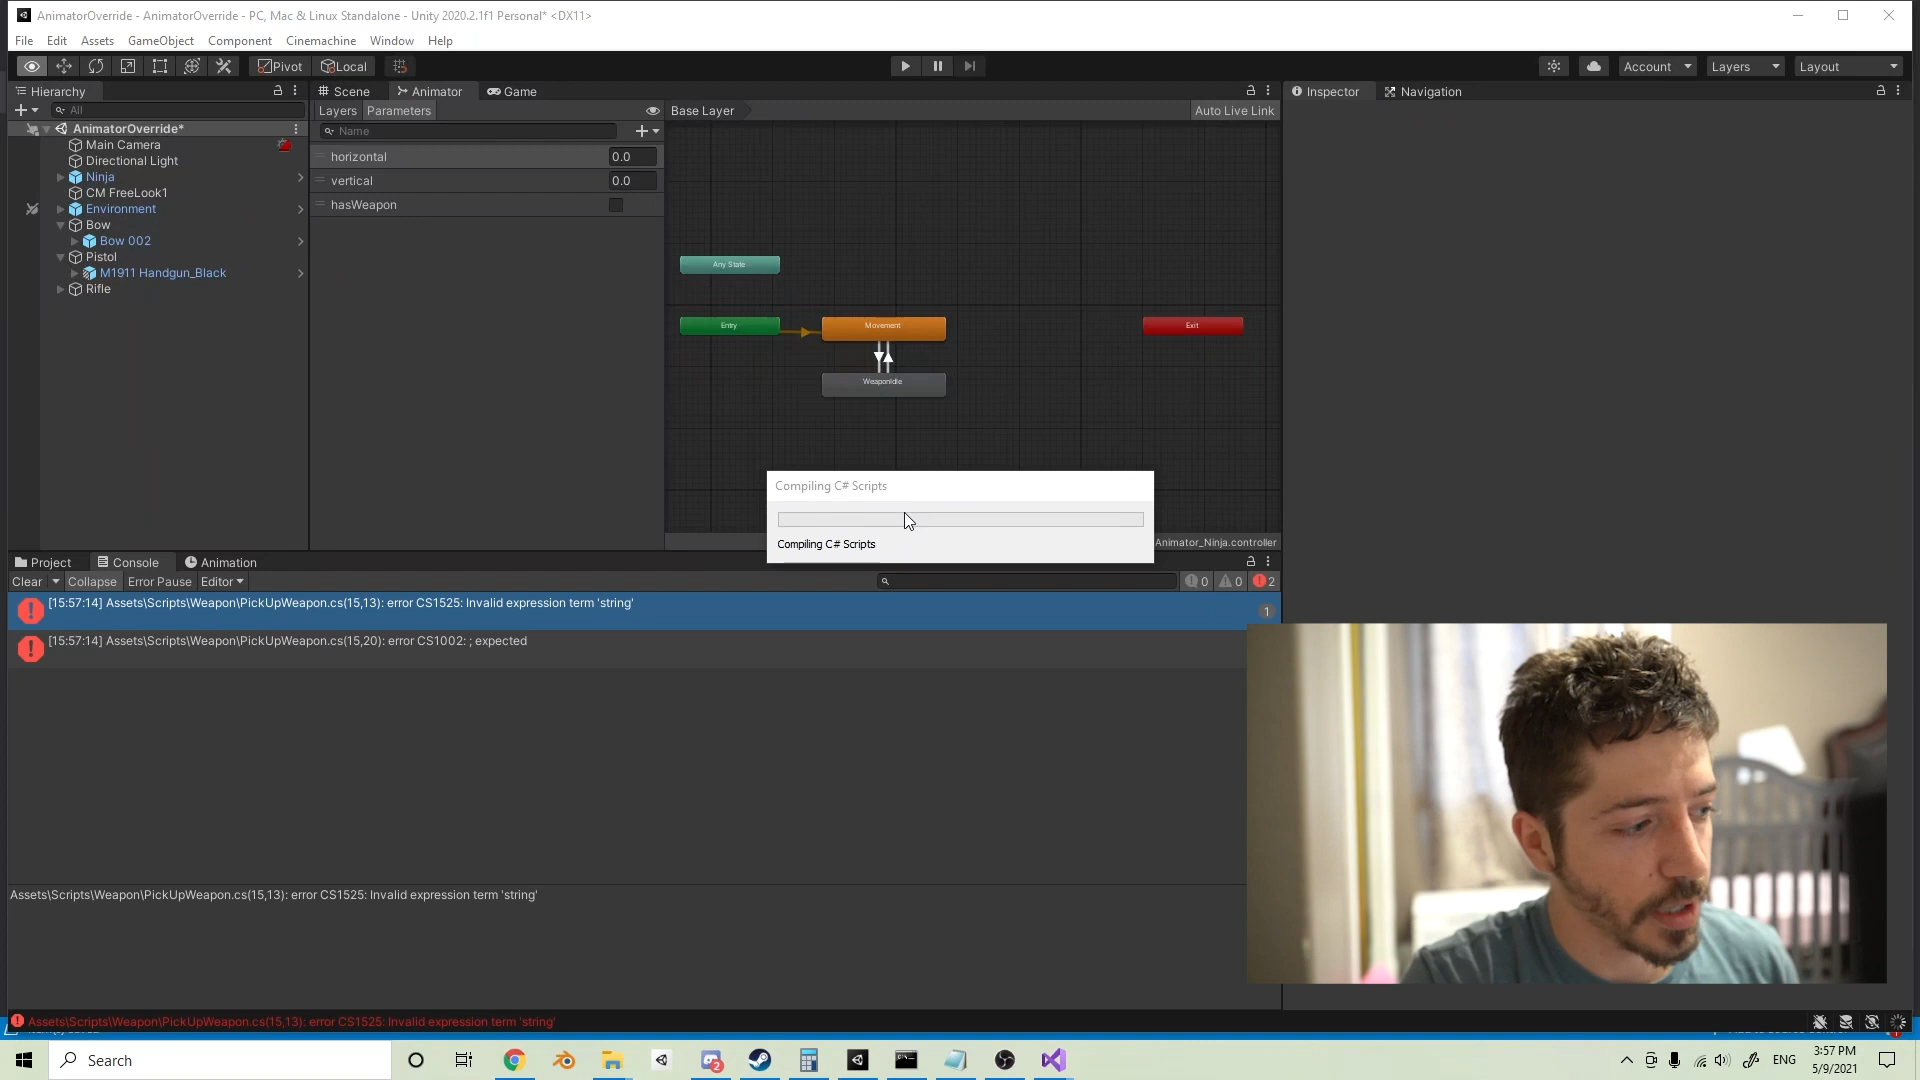 AnimatorOverride - AnimatorOverride - PC, Mac & Linux Standalone - Unity 2020.2.1f1 Personal* <DX11>
File Edit Assets GameObject Component Cinemachine Window Help
Pivot Local Account Layers Layout
Hierarchy
All
AnimatorOverride*
Main Camera
Directional Light
Ninja
CM FreeLook1
Environment
Bow
Bow 002
Pistol
M1911 Handgun_Black
Rifle
Scene Animator Game
Layers Parameters Base Layer Auto Live Link
Name
horizontal 0.0
vertical 0.0
hasWeapon
Any State
Entry Movement Exit
WeaponIdle
Animator_Ninja.controller
Inspector Navigation
Compiling C# Scripts
Compiling C# Scripts
Project Console Animation
Clear Collapse Error Pause Editor 0 0 2
[15:57:14] Assets\Scripts\Weapon\PickUpWeapon.cs(15,13): error CS1525: Invalid expression term 'string'
1
[15:57:14] Assets\Scripts\Weapon\PickUpWeapon.cs(15,20): error CS1002: ; expected
Assets\Scripts\Weapon\PickUpWeapon.cs(15,13): error CS1525: Invalid expression term 'string'
Assets\Scripts\Weapon\PickUpWeapon.cs(15,13): error CS1525: Invalid expression term 'string'
Search
2
ENG
3:57 PM
5/9/2021